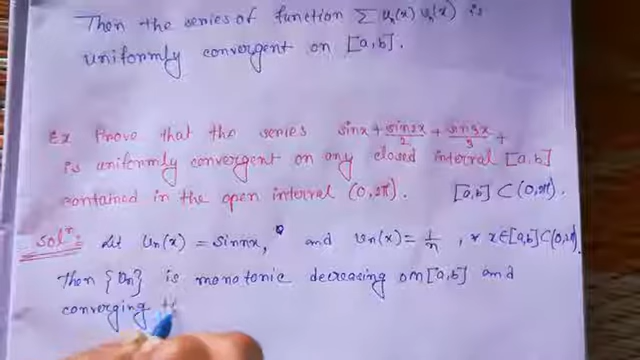 Then the series of function ∑ uₙ(x) vₙ(x) is
uniformly convergent on [a,b].
Ex Prove that the series sinx + sin2x/2 + sin3x/3 +
is uniformly convergent on any closed interval [a,b]
contained in the open interval (0,2π). [a,b] ⊂ (0,2π).
Solⁿ: Let Uₙ(x) = sinnx, and vₙ(x) = 1/n, ∀ x∈[a,b]⊂(0,2π).
Then {vₙ} is monotonic decreasing on [a,b] and
converging